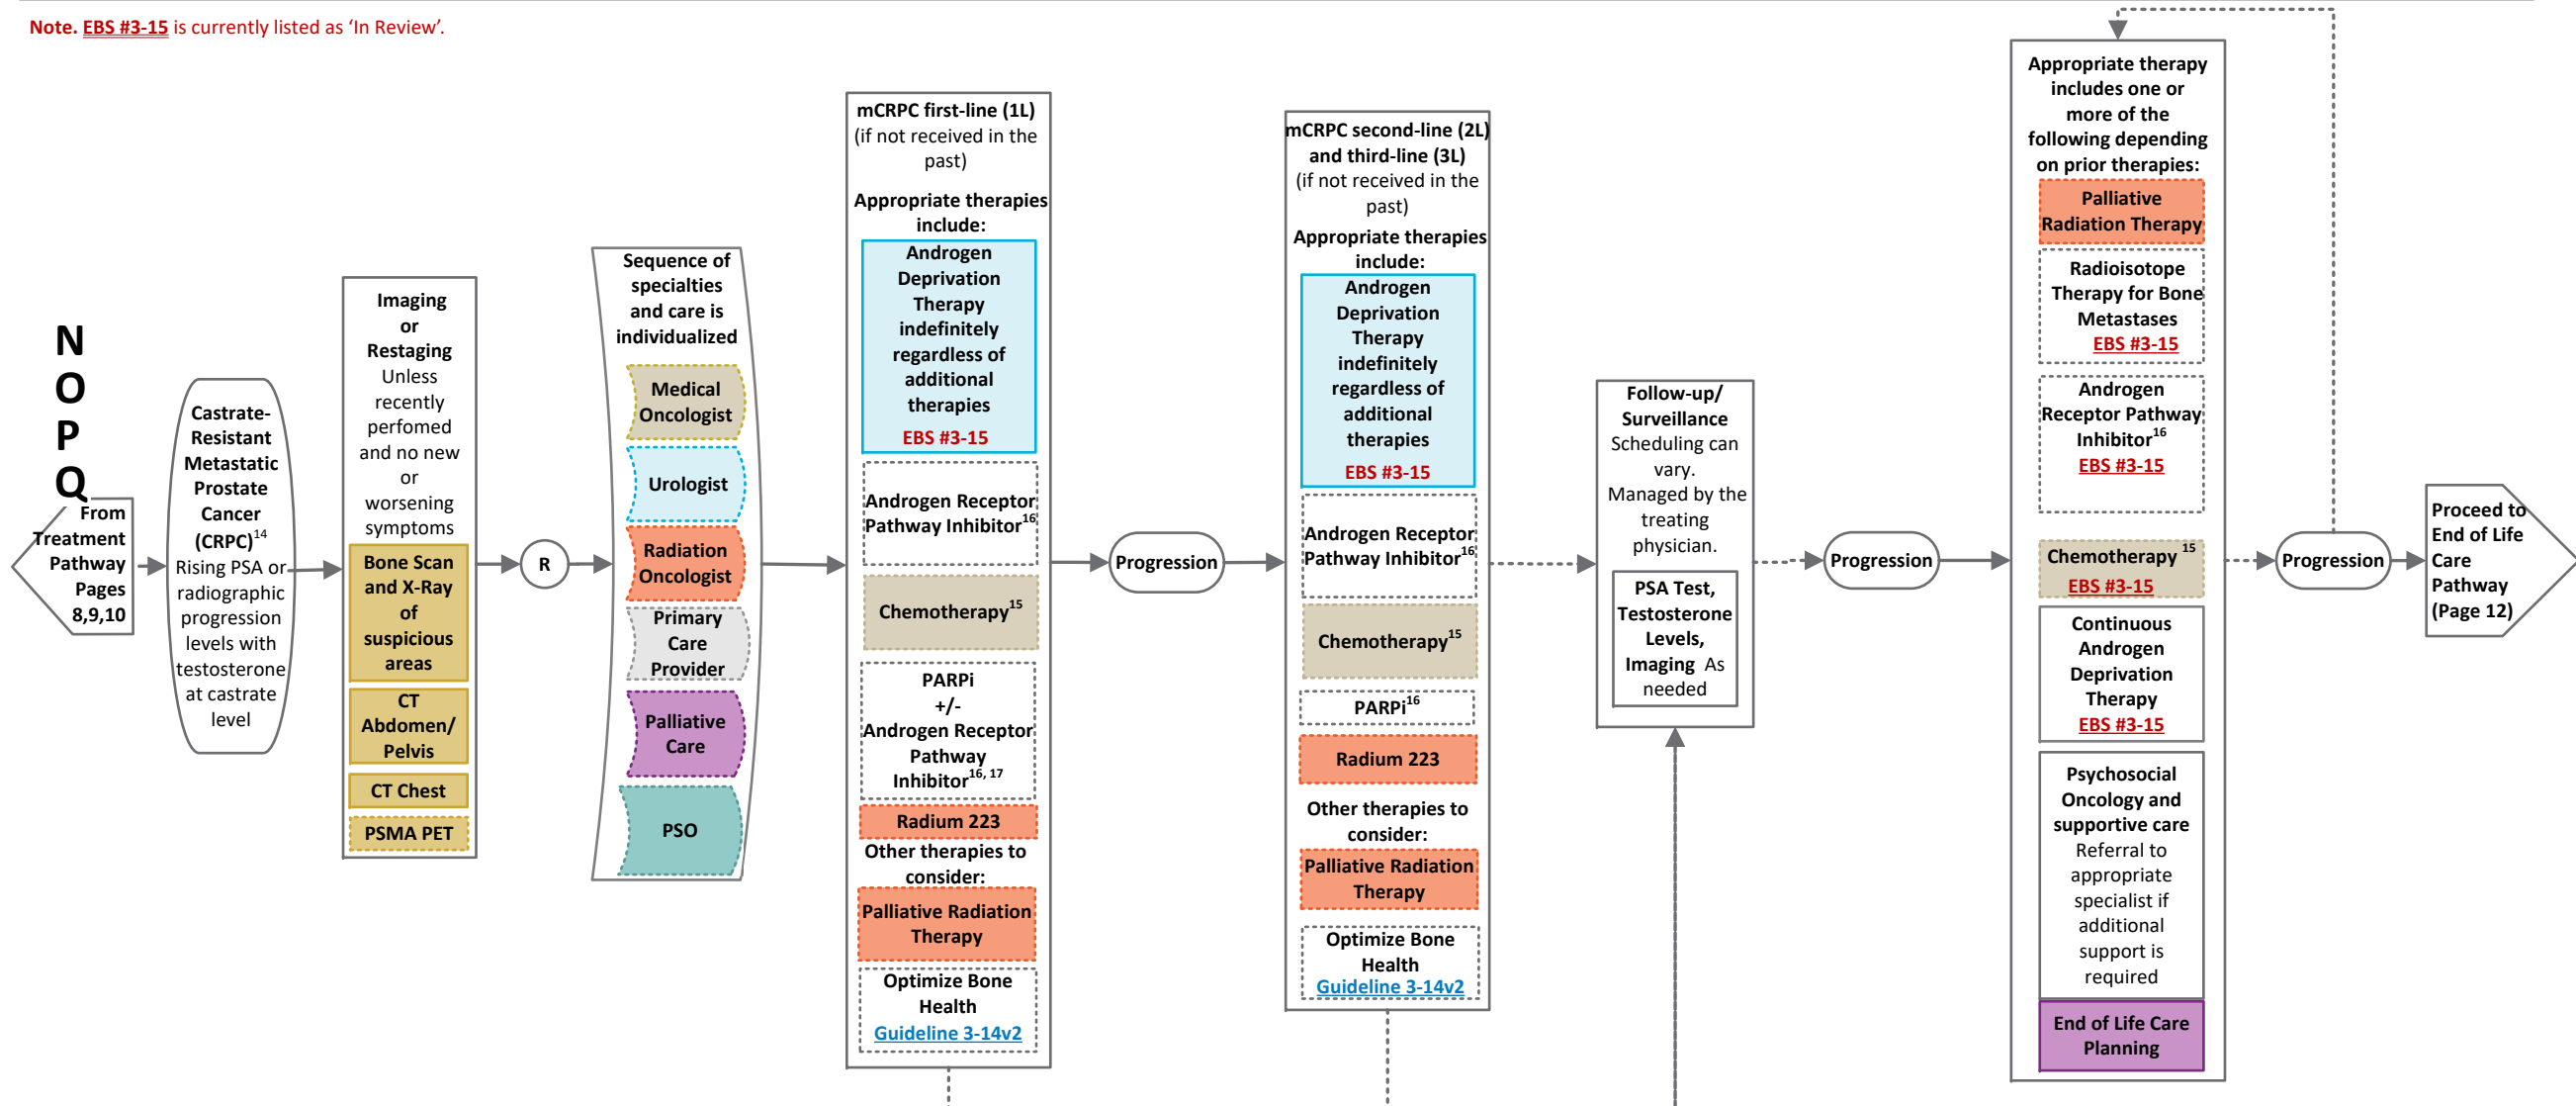 Note. EBS #3-15 is currently listed as ‘In Review’.
N
O
P
Q
From
Treatment
Pathway
Pages
8,9,10
Castrate-
Resistant
Metastatic
Prostate
Cancer
(CRPC)14
Rising PSA or
radiographic
progression
levels with
testosterone
at castrate
level
Imaging
or
Restaging
Unless
recently
perfomed
and no new
or
worsening
symptoms
Bone Scan
and X-Ray
of
suspicious
areas
CT
Abdomen/
Pelvis
CT Chest
PSMA PET
R
Sequence of
specialties
and care is
individualized
Medical
Oncologist
Urologist
Radiation
Oncologist
Primary
Care
Provider
Palliative
Care
PSO
mCRPC first-line (1L)
(if not received in the
past)
Appropriate therapies
include:
Androgen
Deprivation
Therapy
indefinitely
regardless of
additional
therapies
EBS #3-15
Androgen Receptor
Pathway Inhibitor16
Chemotherapy15
PARPi
+/-
Androgen Receptor
Pathway
Inhibitor16, 17
Radium 223
Other therapies to
consider:
Palliative Radiation
Therapy
Optimize Bone
Health
Guideline 3-14v2
Progression
mCRPC second-line (2L)
and third-line (3L)
(if not received in the
past)
Appropriate therapies
include:
Androgen
Deprivation
Therapy
indefinitely
regardless of
additional
therapies
EBS #3-15
Androgen Receptor
Pathway Inhibitor16
Chemotherapy15
PARPi16
Radium 223
Other therapies to
consider:
Palliative Radiation
Therapy
Optimize Bone
Health
Guideline 3-14v2
Follow-up/
Surveillance
Scheduling can
vary.
Managed by the
treating
physician.
PSA Test,
Testosterone
Levels,
Imaging As
needed
Progression
Appropriate therapy
includes one or
more of the
following depending
on prior therapies:
Palliative
Radiation Therapy
Radioisotope
Therapy for Bone
Metastases
EBS #3-15
Androgen
Receptor Pathway
Inhibitor16
EBS #3-15
Chemotherapy 15
EBS #3-15
Continuous
Androgen
Deprivation
Therapy
EBS #3-15
Psychosocial
Oncology and
supportive care
Referral to
appropriate
specialist if
additional
support is
required
End of Life Care
Planning
Progression
Proceed to
End of Life
Care
Pathway
(Page 12)